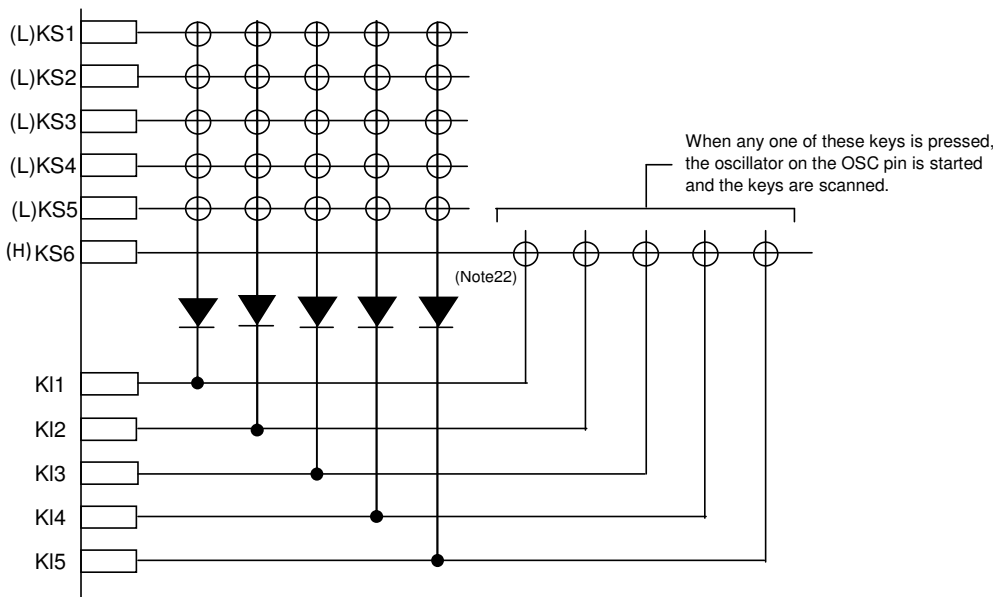 (L)KS1
(L)KS2
(L)KS3
(L)KS4
(L)KS5
(H)KS6
When any one of these keys is pressed,
the oscillator on the OSC pin is started
and the keys are scanned.
(Note22)
KI1
KI2
KI3
KI4
KI5